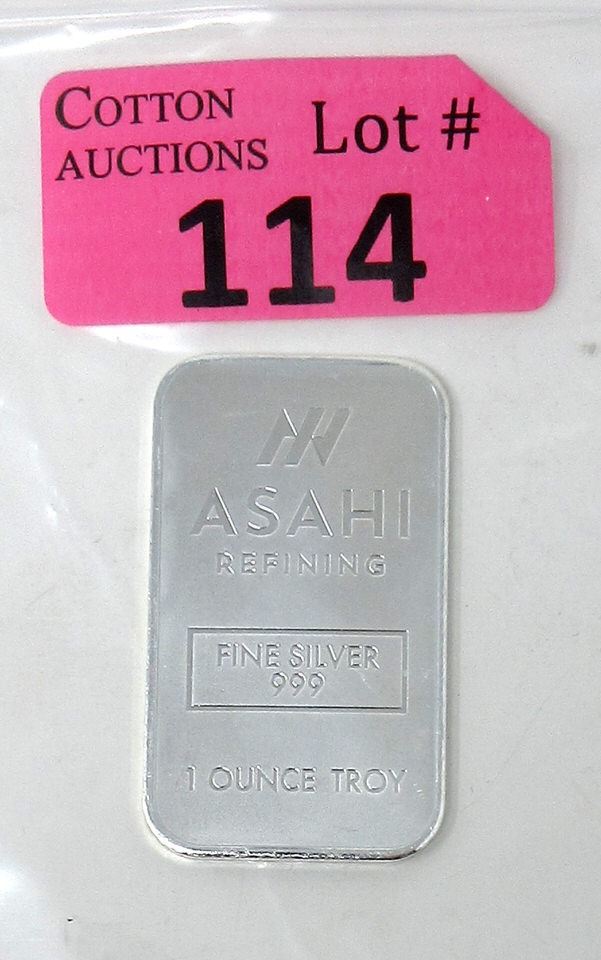 COTTON
AUCTIONS
Lot #
114
ASAHI
REFINING
FINE SILVER
999
1 OUNCE TROY